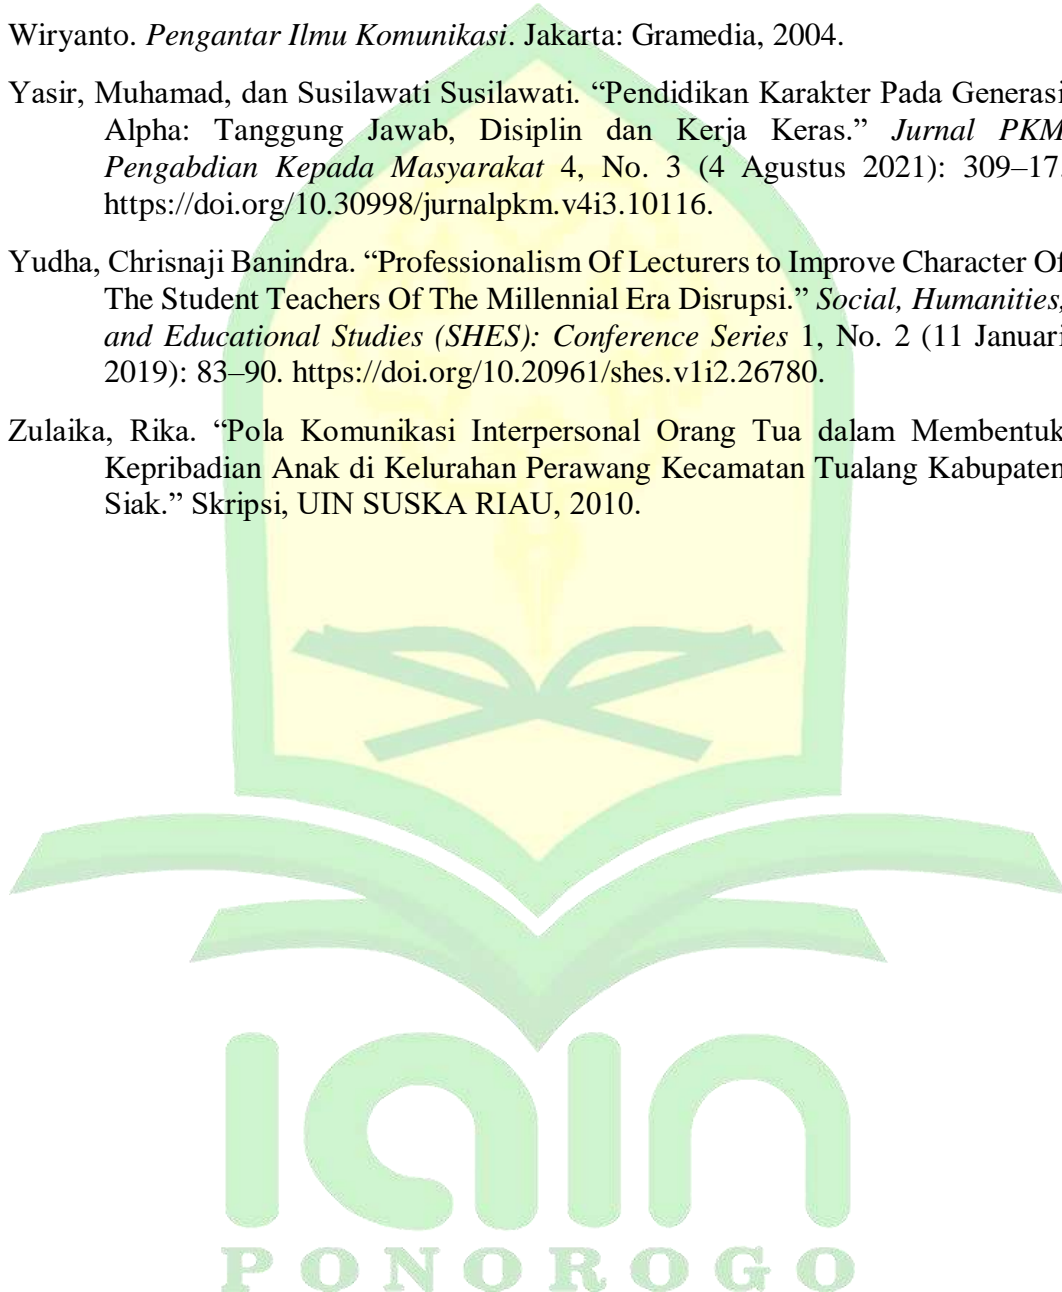 Wiryanto. Pengantar Ilmu Komunikasi. Jakarta: Gramedia, 2004.
Yasir, Muhamad, dan Susilawati Susilawati. “Pendidikan Karakter Pada Generasi
Alpha: Tanggung Jawab, Disiplin dan Kerja Keras.” Jurnal PKM
Pengabdian Kepada Masyarakat 4, No. 3 (4 Agustus 2021): 309–17.
https://doi.org/10.30998/jurnalpkm.v4i3.10116.
Yudha, Chrisnaji Banindra. “Professionalism Of Lecturers to Improve Character Of
The Student Teachers Of The Millennial Era Disrupsi.” Social, Humanities,
and Educational Studies (SHES): Conference Series 1, No. 2 (11 Januari
2019): 83–90. https://doi.org/10.20961/shes.v1i2.26780.
Zulaika, Rika. “Pola Komunikasi Interpersonal Orang Tua dalam Membentuk
Kepribadian Anak di Kelurahan Perawang Kecamatan Tualang Kabupaten
Siak.” Skripsi, UIN SUSKA RIAU, 2010.
iain
PONOROGO